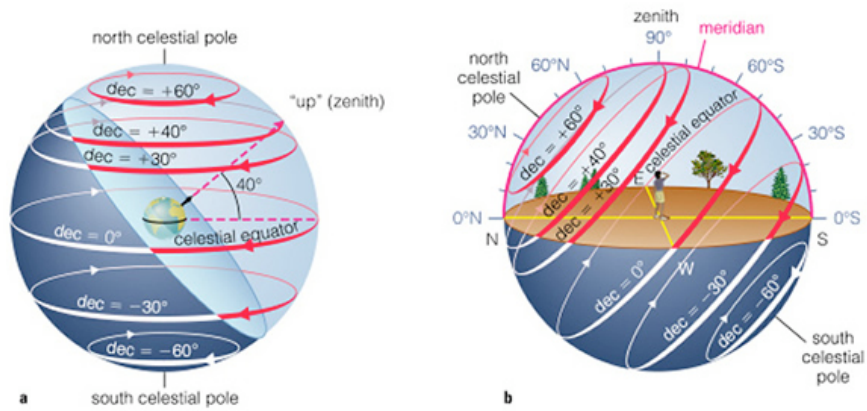 north celestial pole
dec = +60°
"up" (zenith)
dec = +40°
dec = +30°
40°
dec = 0°
celestial equator
dec = −30°
dec = −60°
a
south celestial pole
zenith
90°
meridian
north
celestial
pole
60°N
60°S
30°N
30°S
dec = +60°
dec = +40°
dec = +30°
celestial equator
E
0°N
0°S
N
S
W
dec = 0°
dec = −30°
dec = −60°
south
celestial
pole
b